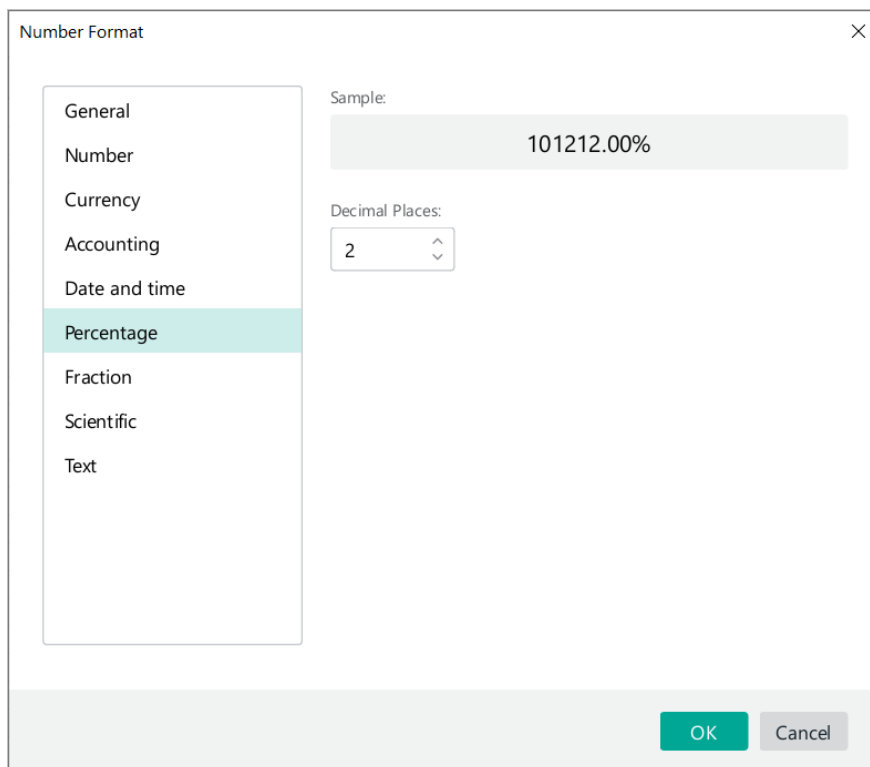 Number Format
General
Number
Currency
Accounting
Date and time
Percentage
Fraction
Scientific
Text
Sample:
101212.00%
Decimal Places:
2
OK
Cancel